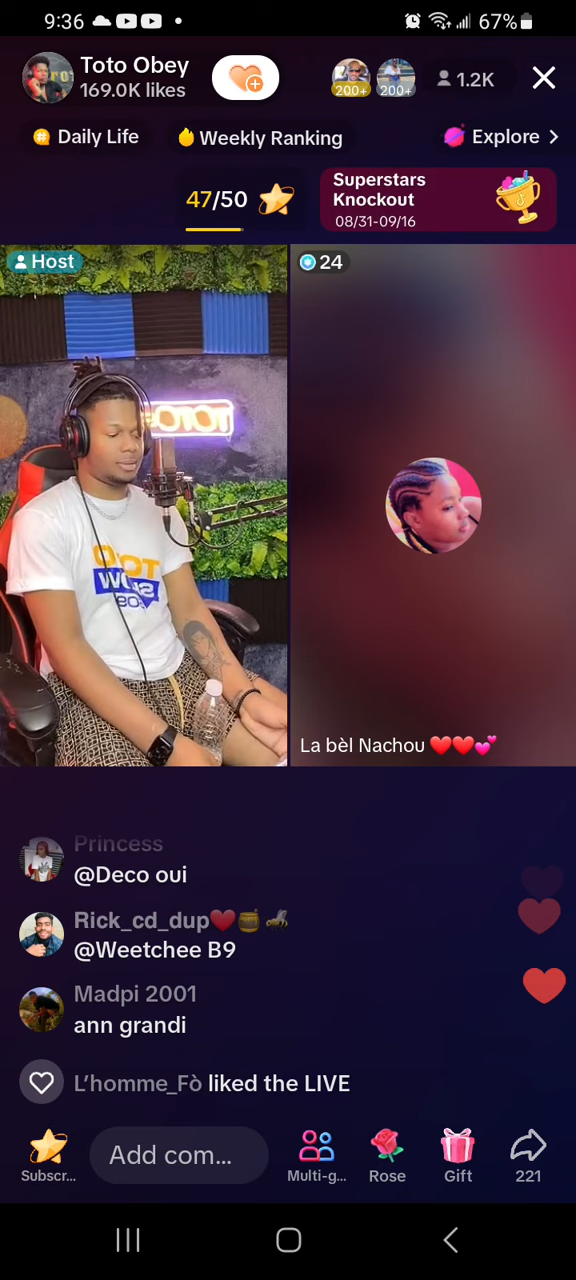 9:36
67%
Toto Obey
169.0K likes
200+
200+
1.2K
Daily Life
Weekly Ranking
Explore
47/50
Superstars
Knockout
08/31-09/16
Host
24
TOTO
TOTO
SHOW
La bèl Nachou ❤️❤️💕
Princess
@Deco oui
Rick_cd_dup❤️🛢️🐝
@Weetchee B9
Madpi 2001
ann grandi
L'homme_Fò liked the LIVE
Subscr...
Add com...
Multi-g...
Rose
Gift
221